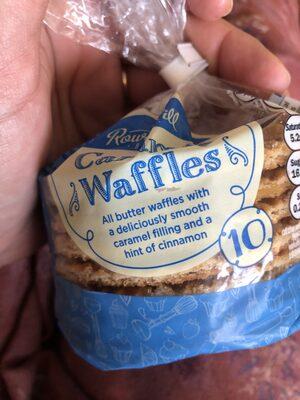 Waffles
All butter waffles with
a deliciously smooth
caramel filling and a
hint of cinnamon
10